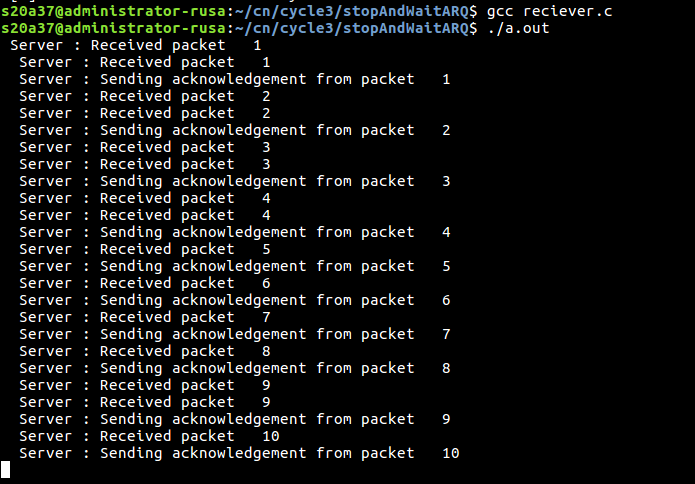 s20a37@administrator-rusa:~/cn/cycle3/stopAndWaitARQ$ gcc reciever.c
s20a37@administrator-rusa:~/cn/cycle3/stopAndWaitARQ$ ./a.out
Server : Received packet 1
Server : Received packet 1
Server : Sending acknowledgement from packet 1
Server : Received packet 2
Server : Received packet 2
Server : Sending acknowledgement from packet 2
Server : Received packet 3
Server : Received packet 3
Server : Sending acknowledgement from packet 3
Server : Received packet 4
Server : Received packet 4
Server : Sending acknowledgement from packet 4
Server : Received packet 5
Server : Sending acknowledgement from packet 5
Server : Received packet 6
Server : Sending acknowledgement from packet 6
Server : Received packet 7
Server : Sending acknowledgement from packet 7
Server : Received packet 8
Server : Sending acknowledgement from packet 8
Server : Received packet 9
Server : Received packet 9
Server : Sending acknowledgement from packet 9
Server : Received packet 10
Server : Sending acknowledgement from packet 10